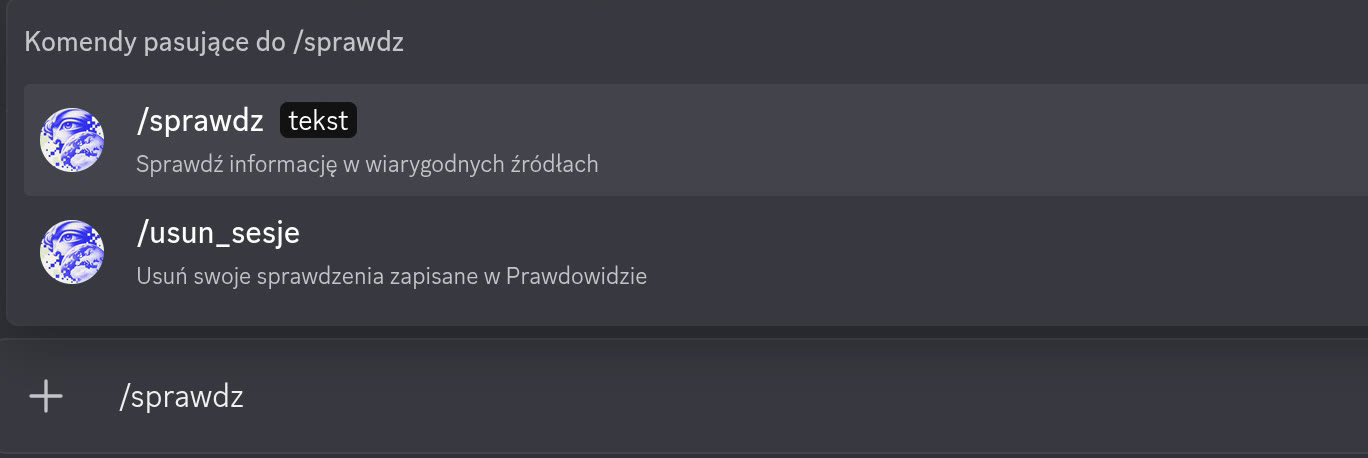 Komendy pasujące do /sprawdz
/sprawdz tekst
Sprawdź informację w wiarygodnych źródłach
/usun_sesje
Usuń swoje sprawdzenia zapisane w Prawdowidzie
/sprawdz